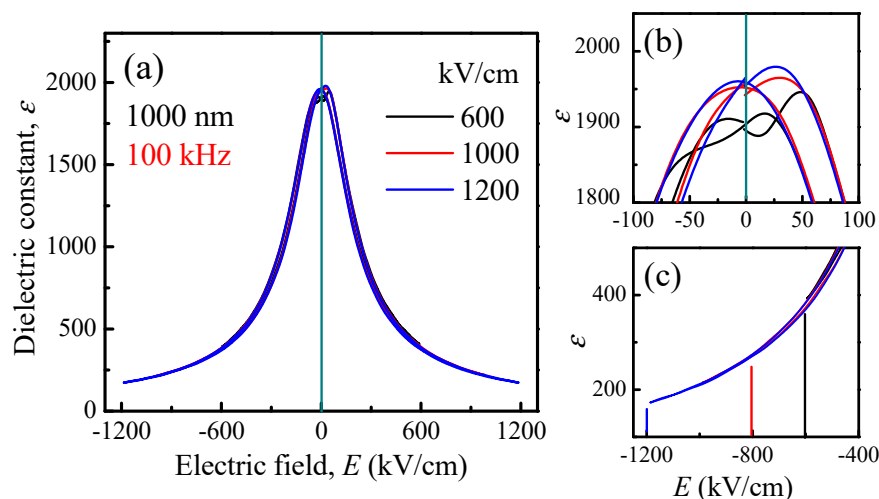 (a)
kV/cm
1000 nm
100 kHz
600
1000
1200
2000
1500
1000
500
0
-1200
-600
0
600
1200
Dielectric constant, ε
Electric field, E (kV/cm)
(b)
2050
1925
1800
-100
-50
0
50
100
ε
(c)
400
200
-1200
-800
-400
ε
E (kV/cm)